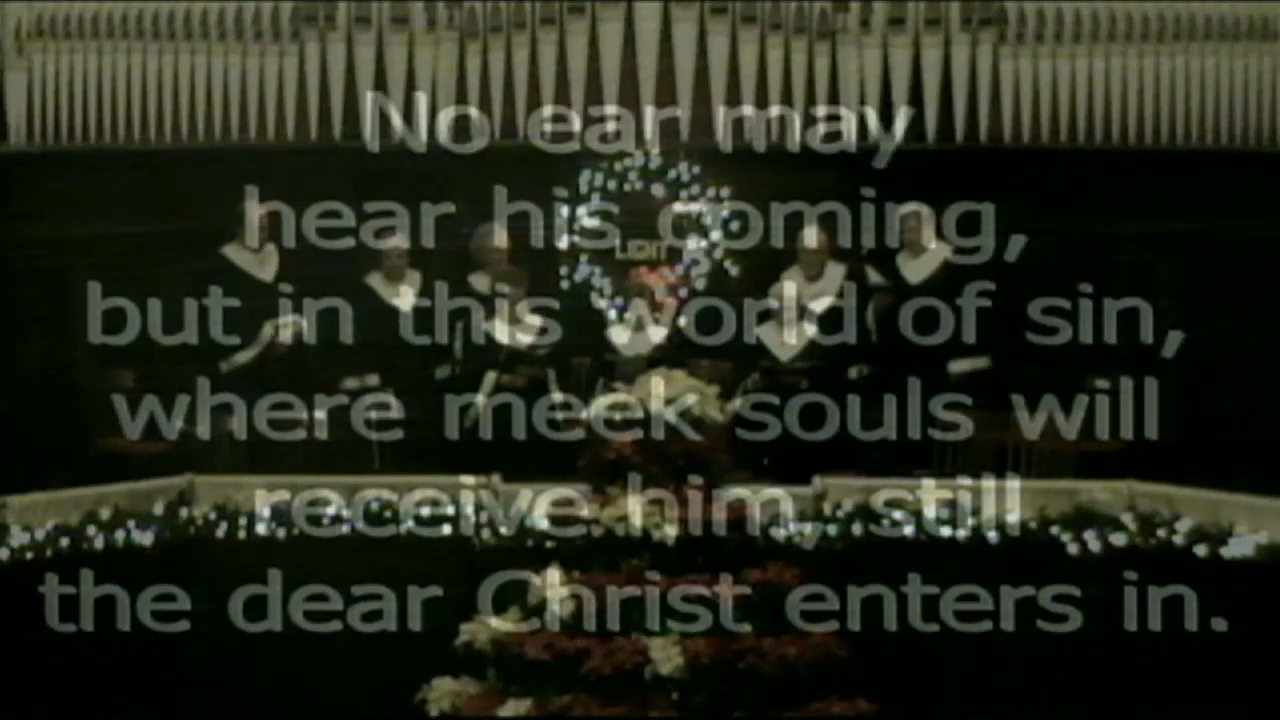 No ear may
hear his coming,
but in this world of sin,
where meek souls will
receive him, still
the dear Christ enters in.